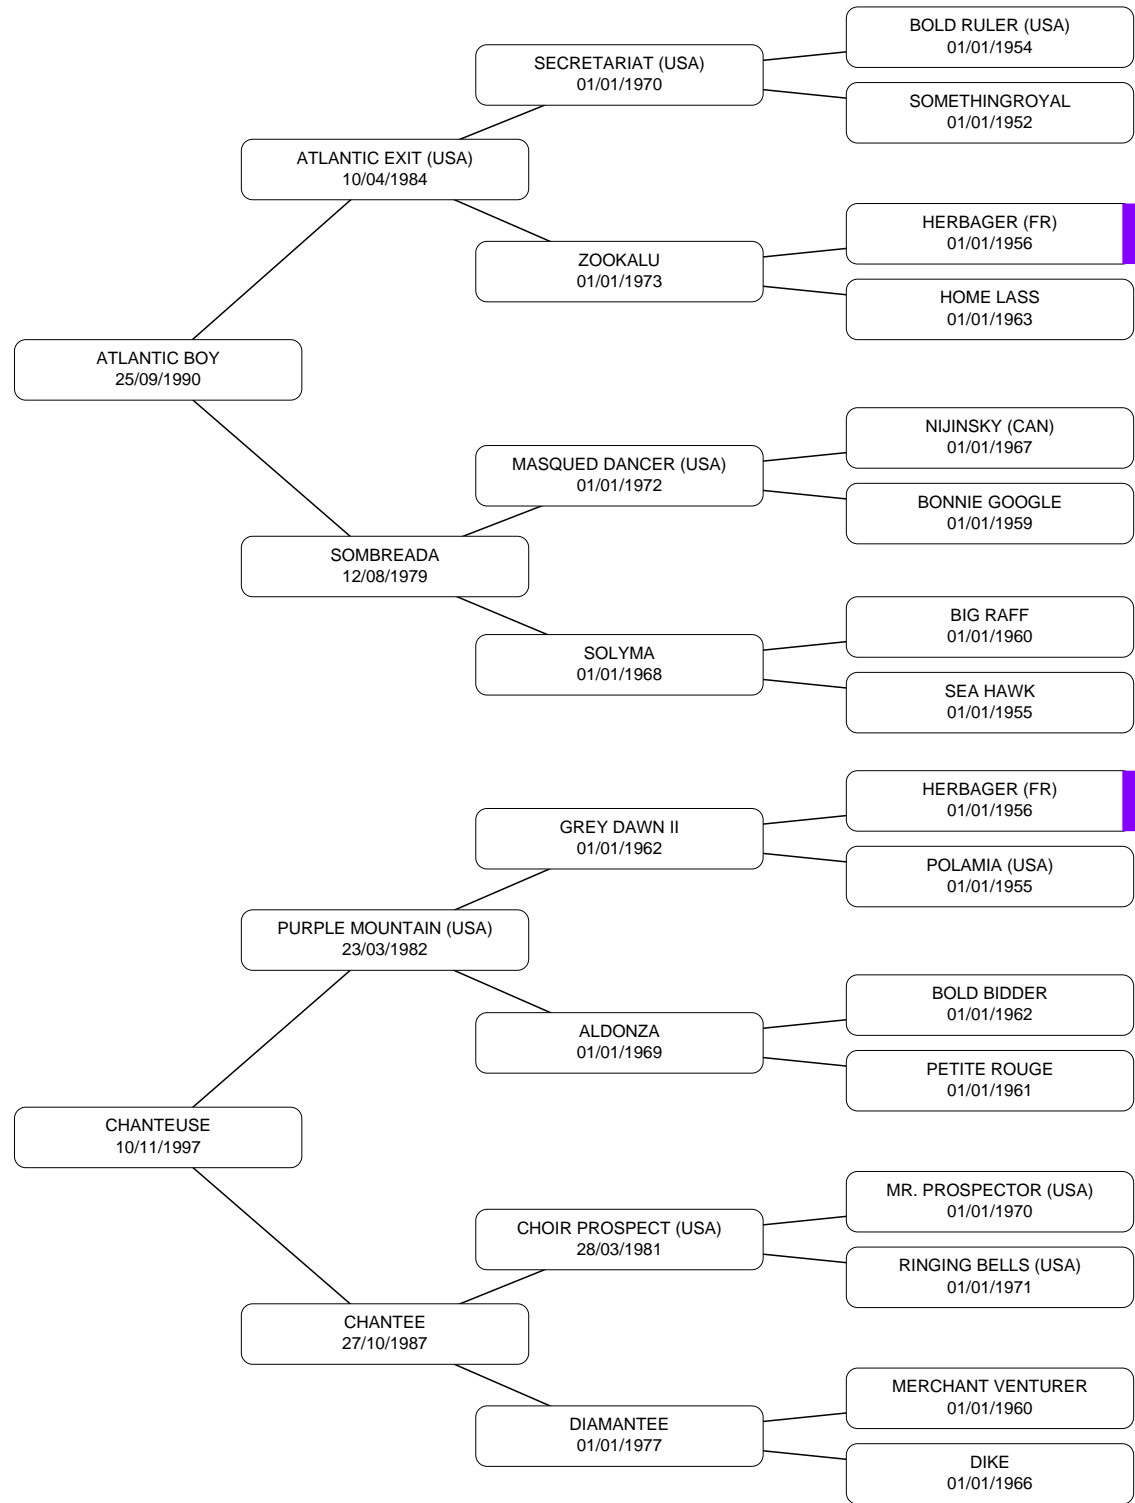 BOLD RULER (USA)
01/01/1954
SECRETARIAT (USA)
01/01/1970
SOMETHINGROYAL
01/01/1952
ATLANTIC EXIT (USA)
10/04/1984
HERBAGER (FR)
01/01/1956
ZOOKALU
01/01/1973
HOME LASS
01/01/1963
ATLANTIC BOY
25/09/1990
NIJINSKY (CAN)
01/01/1967
MASQUED DANCER (USA)
01/01/1972
BONNIE GOOGLE
01/01/1959
SOMBREADA
12/08/1979
BIG RAFF
01/01/1960
SOLYMA
01/01/1968
SEA HAWK
01/01/1955
HERBAGER (FR)
01/01/1956
GREY DAWN II
01/01/1962
POLAMIA (USA)
01/01/1955
PURPLE MOUNTAIN (USA)
23/03/1982
BOLD BIDDER
01/01/1962
ALDONZA
01/01/1969
PETITE ROUGE
01/01/1961
CHANTEUSE
10/11/1997
MR. PROSPECTOR (USA)
01/01/1970
CHOIR PROSPECT (USA)
28/03/1981
RINGING BELLS (USA)
01/01/1971
CHANTEE
27/10/1987
MERCHANT VENTURER
01/01/1960
DIAMANTEE
01/01/1977
DIKE
01/01/1966